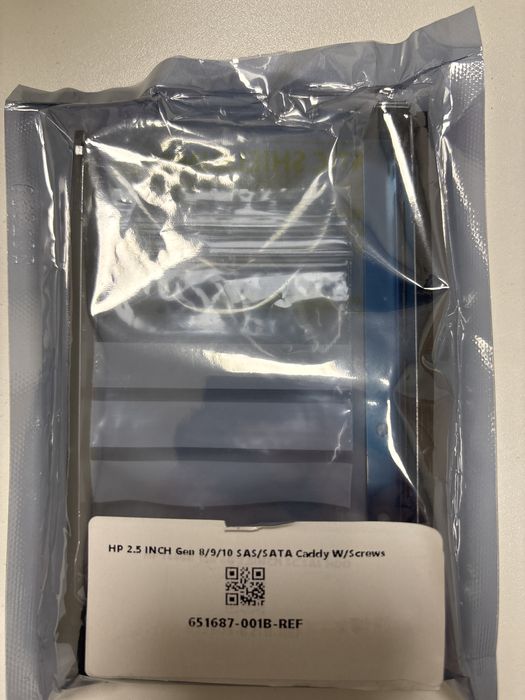 HP 2.5 INCH Gen 8/9/10 SAS/SATA Caddy W/Screws
651687-001B-REF